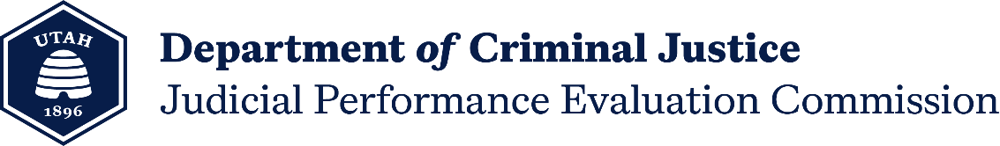 UTAH
1896
Department of Criminal Justice
Judicial Performance Evaluation Commission